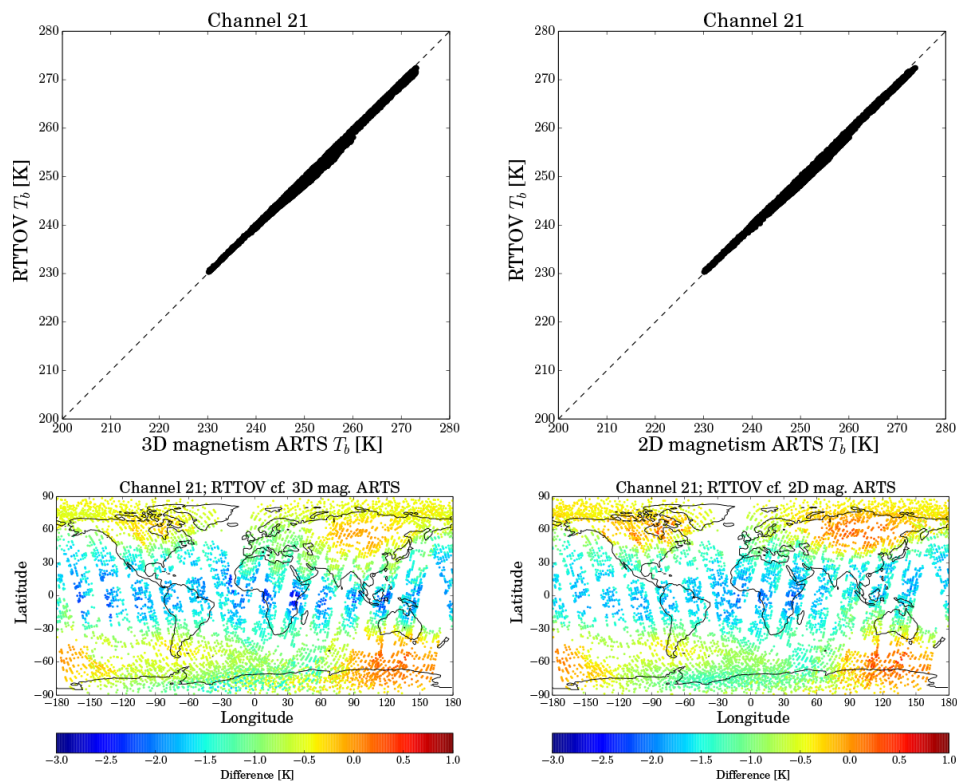 Channel 21
280
270
260
250
240
230
220
210
200
RTTOV T_b [K]
200 210 220 230 240 250 260 270 280
3D magnetism ARTS T_b [K]
Channel 21
280
270
260
250
240
230
220
210
200
RTTOV T_b [K]
200 210 220 230 240 250 260 270 280
2D magnetism ARTS T_b [K]
Channel 21; RTTOV cf. 3D mag. ARTS
90
60
30
0
−30
−60
−90
Latitude
−180 −150 −120 −90 −60 −30 0 30 60 90 120 150 180
Longitude
−3.0 −2.5 −2.0 −1.5 −1.0 −0.5 0.0 0.5 1.0
Difference [K]
Channel 21; RTTOV cf. 2D mag. ARTS
90
60
30
0
−30
−60
−90
Latitude
−180 −150 −120 −90 −60 −30 0 30 60 90 120 150 180
Longitude
−3.0 −2.5 −2.0 −1.5 −1.0 −0.5 0.0 0.5 1.0
Difference [K]